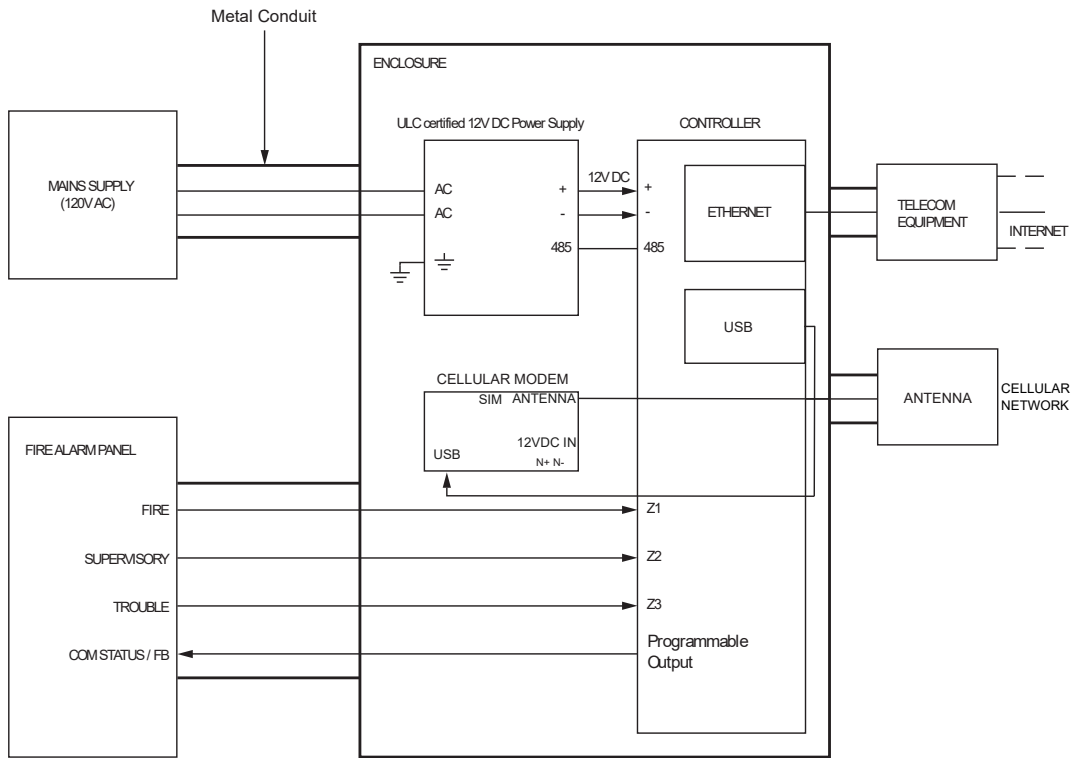 Metal Conduit
ENCLOSURE
ULC certified 12V DC Power Supply
CONTROLLER
MAINS SUPPLY
(120V AC)
AC
AC
+
-
485
12V DC
+
-
485
ETHERNET
TELECOM
EQUIPMENT
INTERNET
USB
CELLULAR MODEM
SIM ANTENNA
12VDC IN
USB
N+ N-
ANTENNA
CELLULAR
NETWORK
FIRE ALARM PANEL
FIRE
Z1
SUPERVISORY
Z2
TROUBLE
Z3
COM STATUS / FB
Programmable
Output